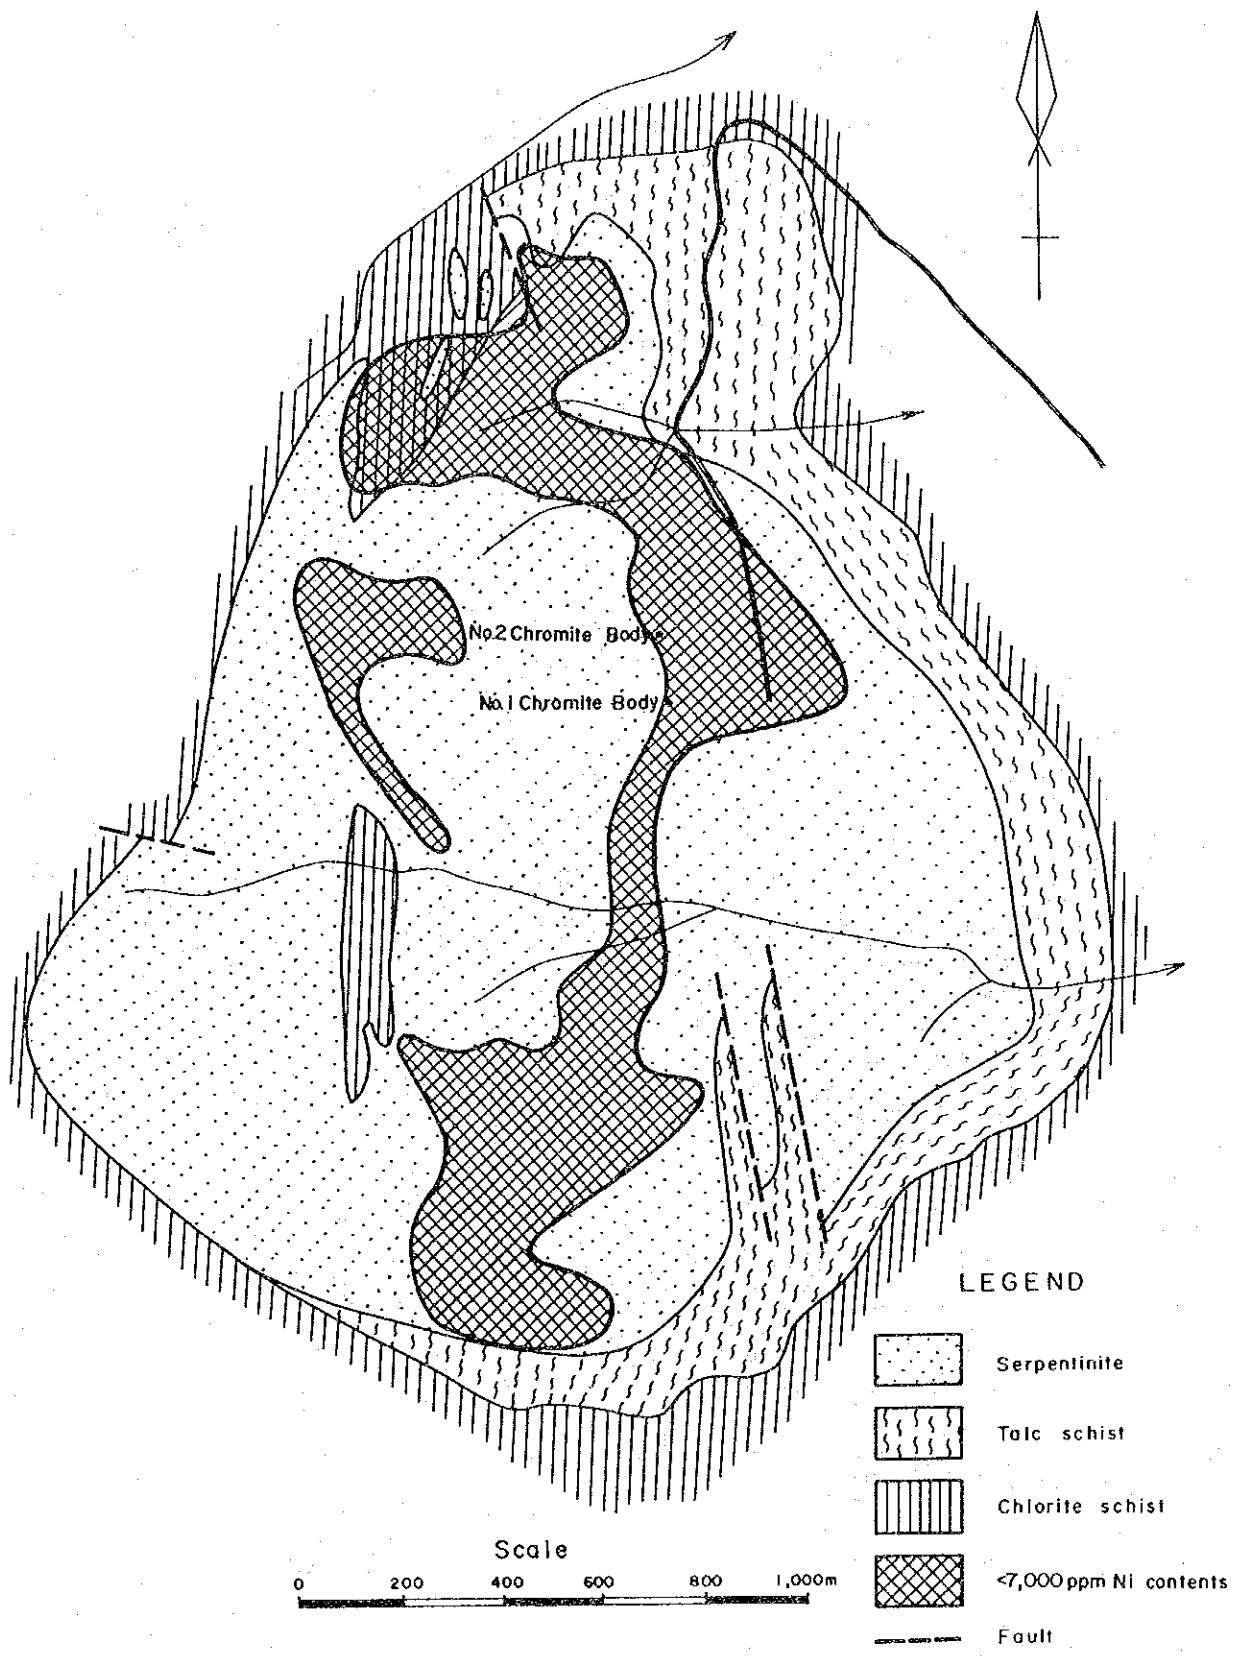 No.2 Chromite Body
No.1 Chromite Body
LEGEND
Serpentinite
Talc schist
Chlorite schist
<7,000 ppm Ni contents
Fault
Scale
0 200 400 600 800 1,000m